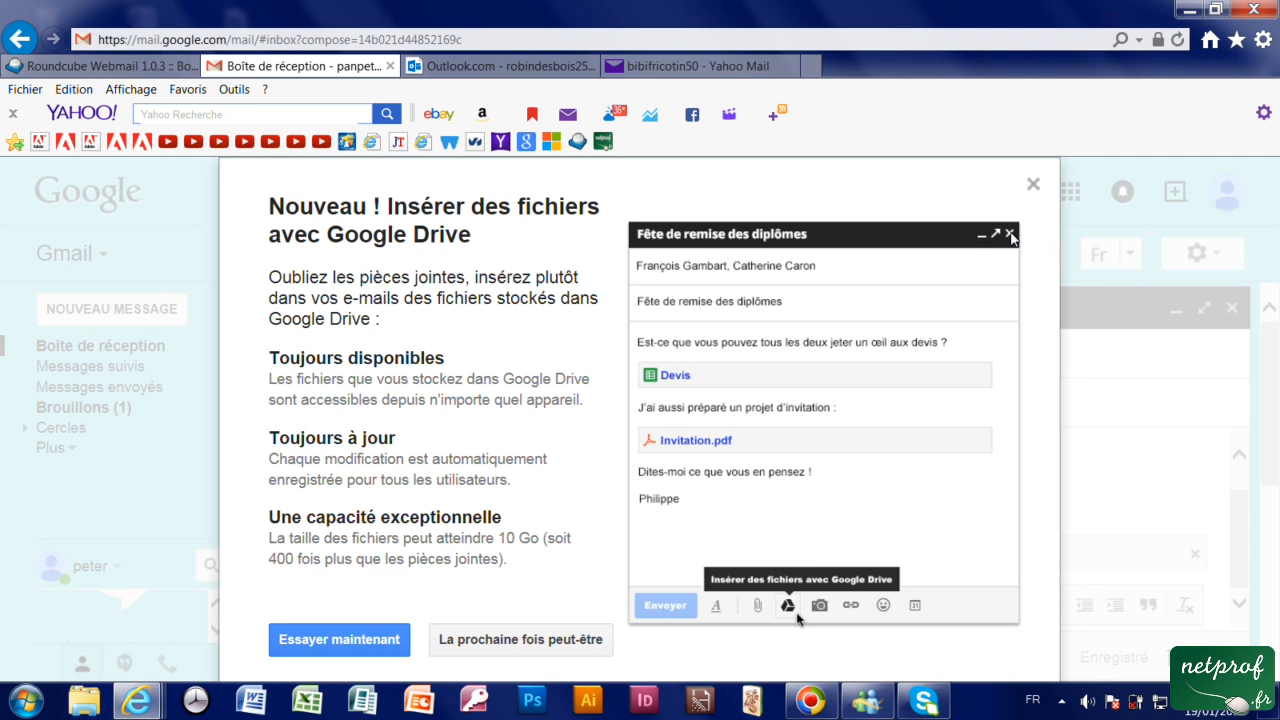 https://mail.google.com/mail/#inbox?compose=14b021d44852169c
Roundcube Webmail 1.0.3 :: Bo...
Boîte de réception - panpet...
Outlook.com - robindesbois25...
bibifricotin50 - Yahoo Mail
Fichier Edition Affichage Favoris Outils ?
YAHOO!
Yahoo Recherche
ebay
a
36°
JT
Google
Gmail
Fr
NOUVEAU MESSAGE
Boîte de réception
Messages suivis
Messages envoyés
Brouillons (1)
Cercles
Plus
peter
Nouveau ! Insérer des fichiers
avec Google Drive
Oubliez les pièces jointes, insérez plutôt
dans vos e-mails des fichiers stockés dans
Google Drive :
Toujours disponibles
Les fichiers que vous stockez dans Google Drive
sont accessibles depuis n'importe quel appareil.
Toujours à jour
Chaque modification est automatiquement
enregistrée pour tous les utilisateurs.
Une capacité exceptionnelle
La taille des fichiers peut atteindre 10 Go (soit
400 fois plus que les pièces jointes).
Essayer maintenant
La prochaine fois peut-être
Fête de remise des diplômes
François Gambart, Catherine Caron
Fête de remise des diplômes
Est-ce que vous pouvez tous les deux jeter un œil aux devis ?
Devis
J'ai aussi préparé un projet d'invitation :
Invitation.pdf
Dites-moi ce que vous en pensez !
Philippe
Insérer des fichiers avec Google Drive
Envoyer
A
31
Enregistré
Ps
Ai
Id
FR
netprof
.fr